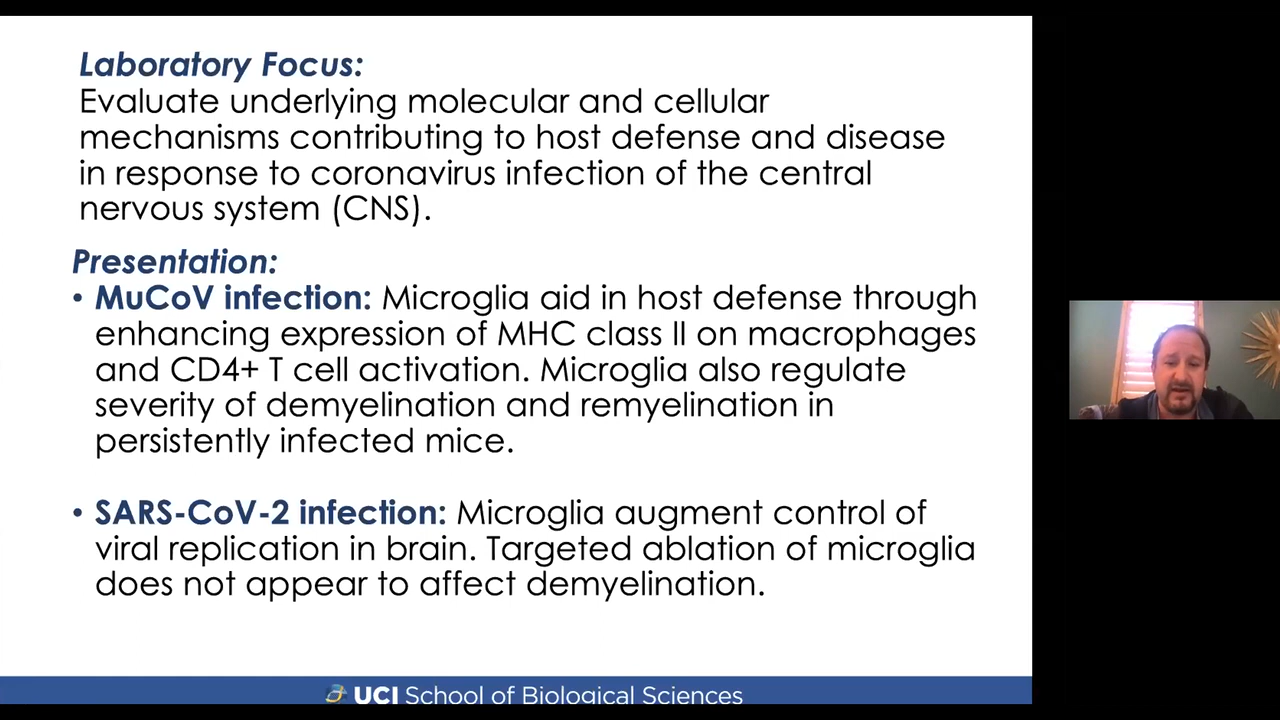 Laboratory Focus:
Evaluate underlying molecular and cellular
mechanisms contributing to host defense and disease
in response to coronavirus infection of the central
nervous system (CNS).
Presentation:
• MuCoV infection: Microglia aid in host defense through
enhancing expression of MHC class II on macrophages
and CD4+ T cell activation. Microglia also regulate
severity of demyelination and remyelination in
persistently infected mice.
• SARS-CoV-2 infection: Microglia augment control of
viral replication in brain. Targeted ablation of microglia
does not appear to affect demyelination.
UCI School of Biological Sciences